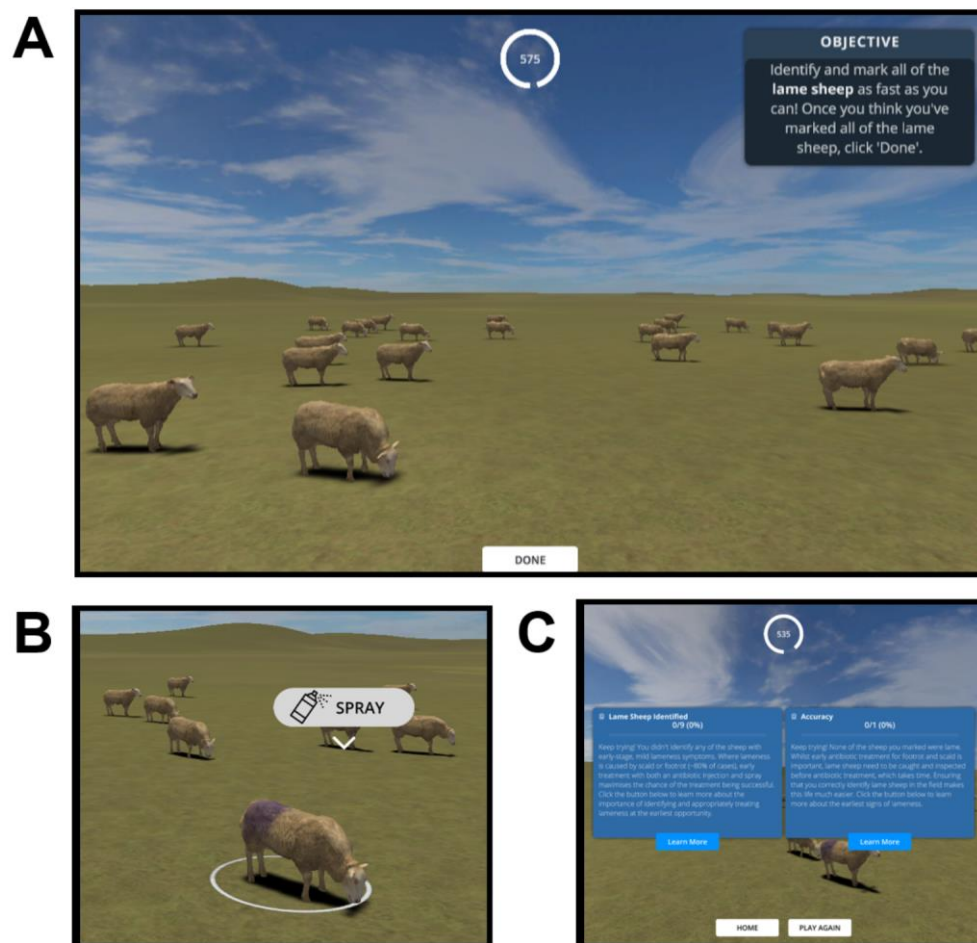 A
575
OBJECTIVE
Identify and mark all of the
lame sheep as fast as you
can! Once you think you've
marked all of the lame
sheep, click 'Done'.
DONE
B
SPRAY
C
535
Lame Sheep Identified
0/9 (0%)
Keep trying! You didn't identify any of the sheep with
early-stage, mild lameness symptoms. Where lameness
is caused by scald or footrot (~80% of cases), early
treatment with both an antibiotic injection and spray
maximises the chance of the treatment being successful.
Click the button below to learn more about the
importance of identifying and appropriately treating
lameness at the earliest opportunity.
Learn More
Accuracy
0/1 (0%)
Keep trying! None of the sheep you marked were lame.
Whilst early antibiotic treatment for footrot and scald is
important, lame sheep need to be caught and inspected
before antibiotic treatment, which takes time. Ensuring
that you correctly identify lame sheep in the field makes
this life much easier. Click the button below to learn
more about the earliest signs of lameness.
Learn More
HOME
PLAY AGAIN